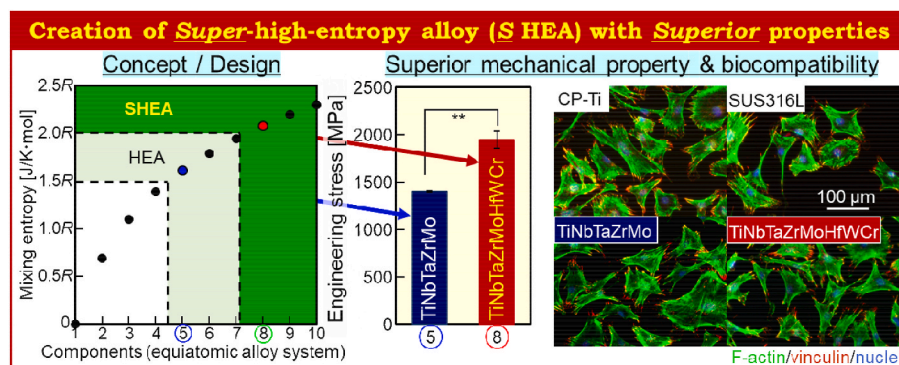 Creation of Super-high-entropy alloy (S HEA) with Superior properties
Concept / Design
Superior mechanical property & biocompatibility
Mixing entropy [J/K·mol]
2.5R
2.0R
1.5R
1.0R
0.5R
0
SHEA
HEA
1 2 3 4 5 6 7 8 9 10
Components (equiatomic alloy system)
Engineering stress [MPa]
2500
2000
1500
1000
500
0
**
TiNbTaZrMo
TiNbTaZrMoHfWCr
5
8
CP-Ti
SUS316L
100 µm
TiNbTaZrMo
TiNbTaZrMoHfWCr
F-actin/vinculin/nucle